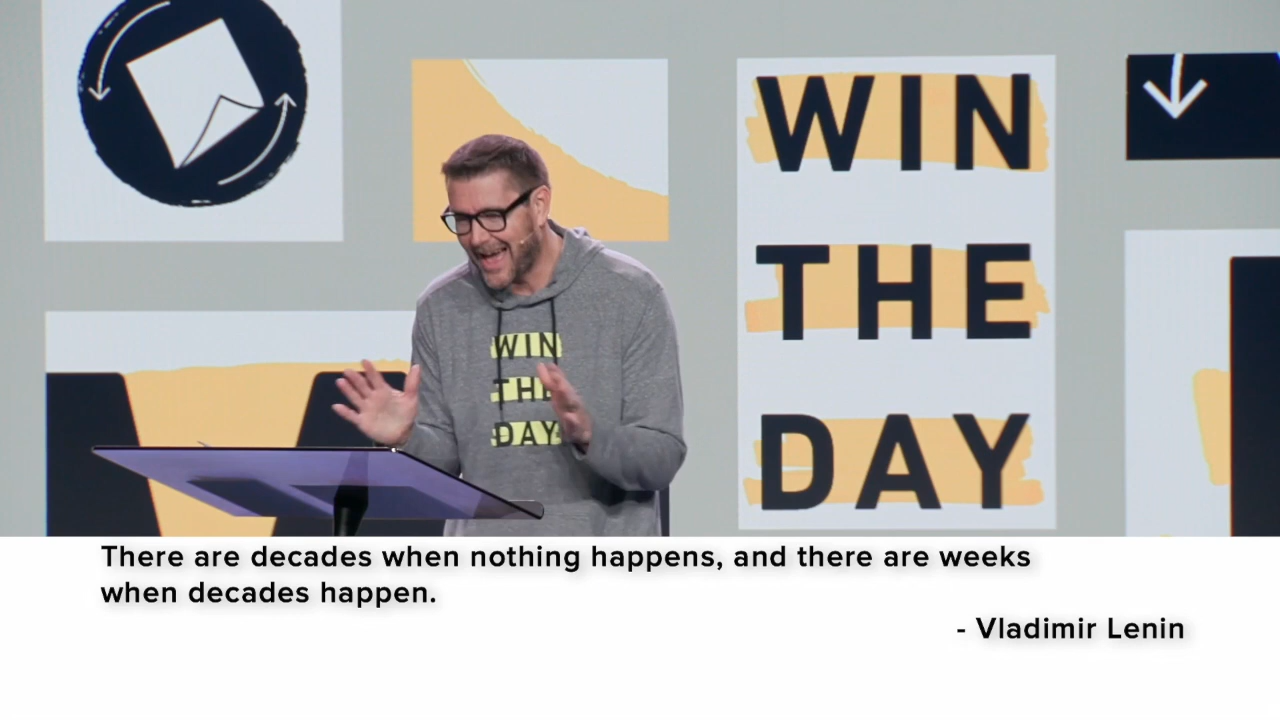 WIN
THE
DAY
WIN
THE
DAY
There are decades when nothing happens, and there are weeks
when decades happen.
- Vladimir Lenin